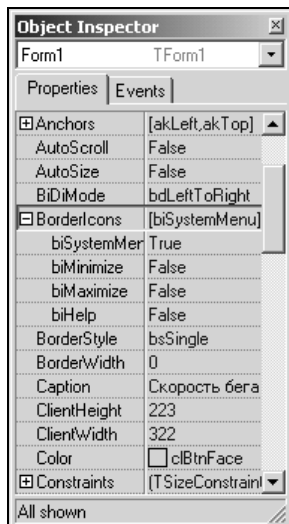 Object Inspector
Form1 TForm1
Properties Events
Anchors [akLeft,akTop]
AutoScroll False
AutoSize False
BiDiMode bdLeftToRight
BorderIcons [biSystemMenu]
biSystemMer True
biMinimize False
biMaximize False
biHelp False
BorderStyle bsSingle
BorderWidth 0
Caption Скорость бега
ClientHeight 223
ClientWidth 322
Color clBtnFace
Constraints (TSizeConstraint
All shown